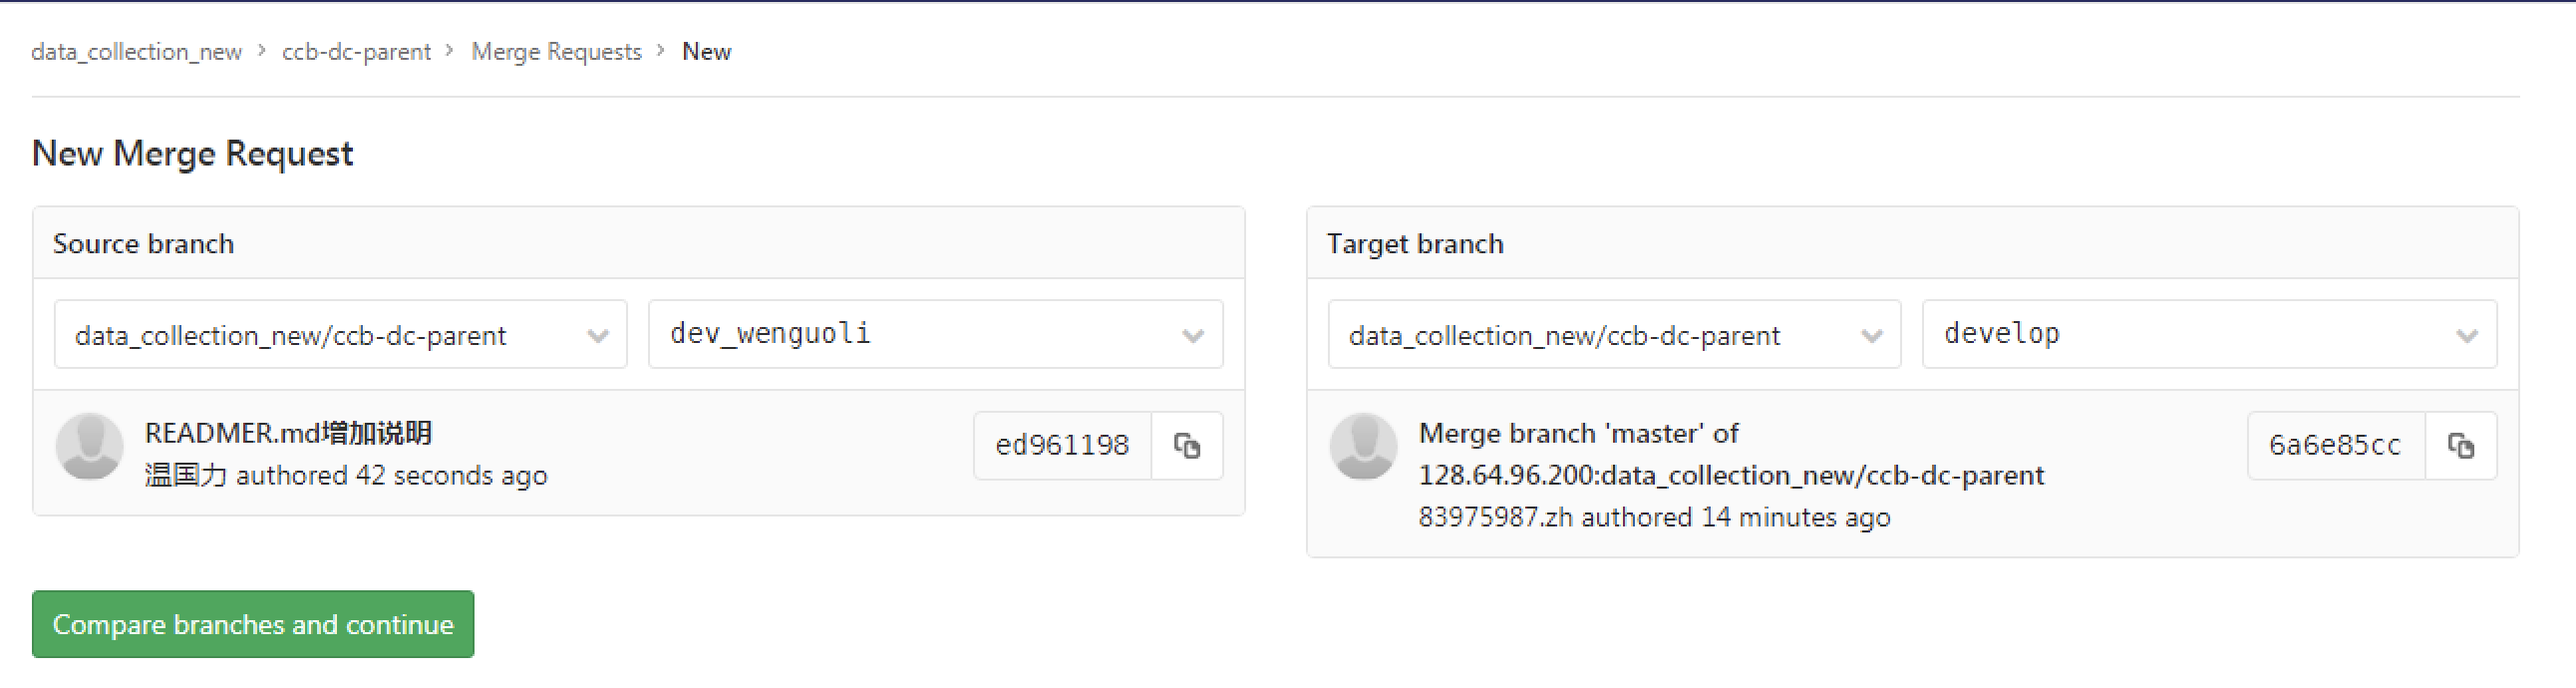 data_collection_new > ccb-dc-parent > Merge Requests > New
New Merge Request
Source branch
data_collection_new/ccb-dc-parent
dev_wenguoli
READMER.md增加说明
温国力 authored 42 seconds ago
ed961198
Target branch
data_collection_new/ccb-dc-parent
develop
Merge branch 'master' of
128.64.96.200:data_collection_new/ccb-dc-parent
83975987.zh authored 14 minutes ago
6a6e85cc
Compare branches and continue